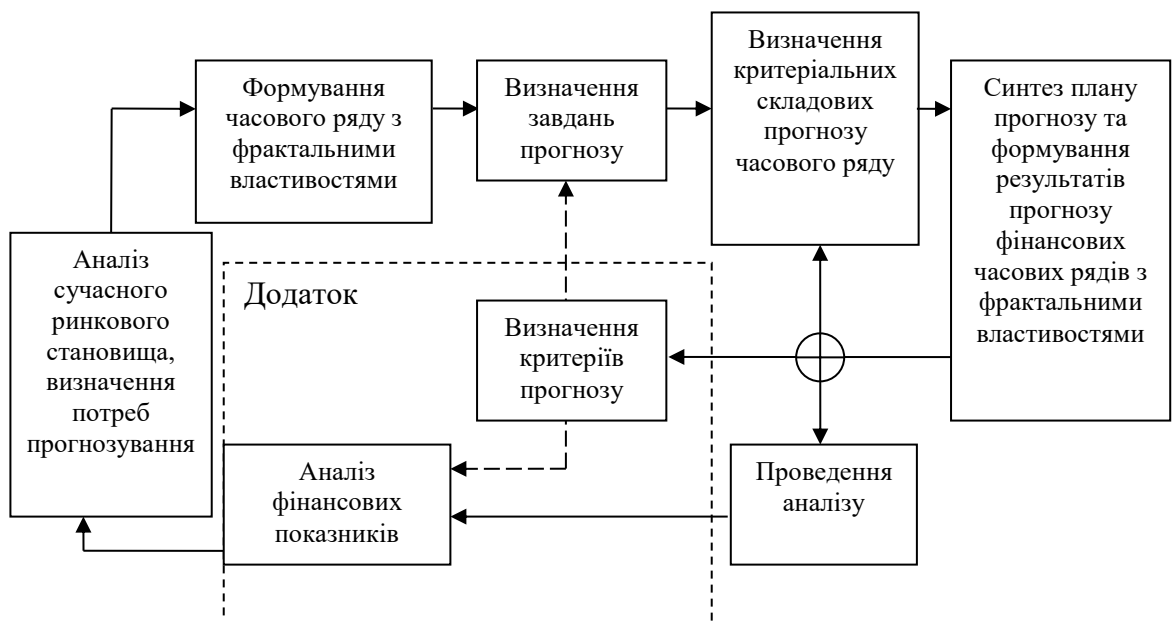 Формування
часового ряду з
фрактальними
властивостями
Визначення
завдань
прогнозу
Визначення
критеріальних
складових
прогнозу
часового ряду
Синтез плану
прогнозу та
формування
результатів
прогнозу
фінансових
часових рядів з
фрактальними
властивостями
Аналіз
сучасного
ринкового
становища,
визначення
потреб
прогнозування
Додаток
Визначення
критеріїв
прогнозу
Аналіз
фінансових
показників
Проведення
аналізу